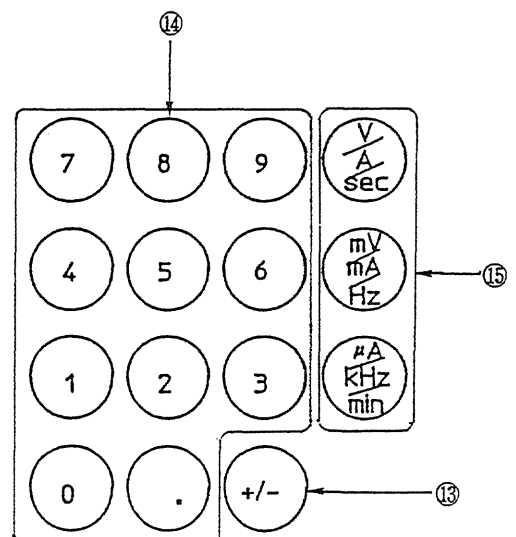 ⑭
7 8 9 V/A/sec
4 5 6 mV/mA/Hz
⑮
1 2 3 µA/kHz/min
0 . +/-
⑬